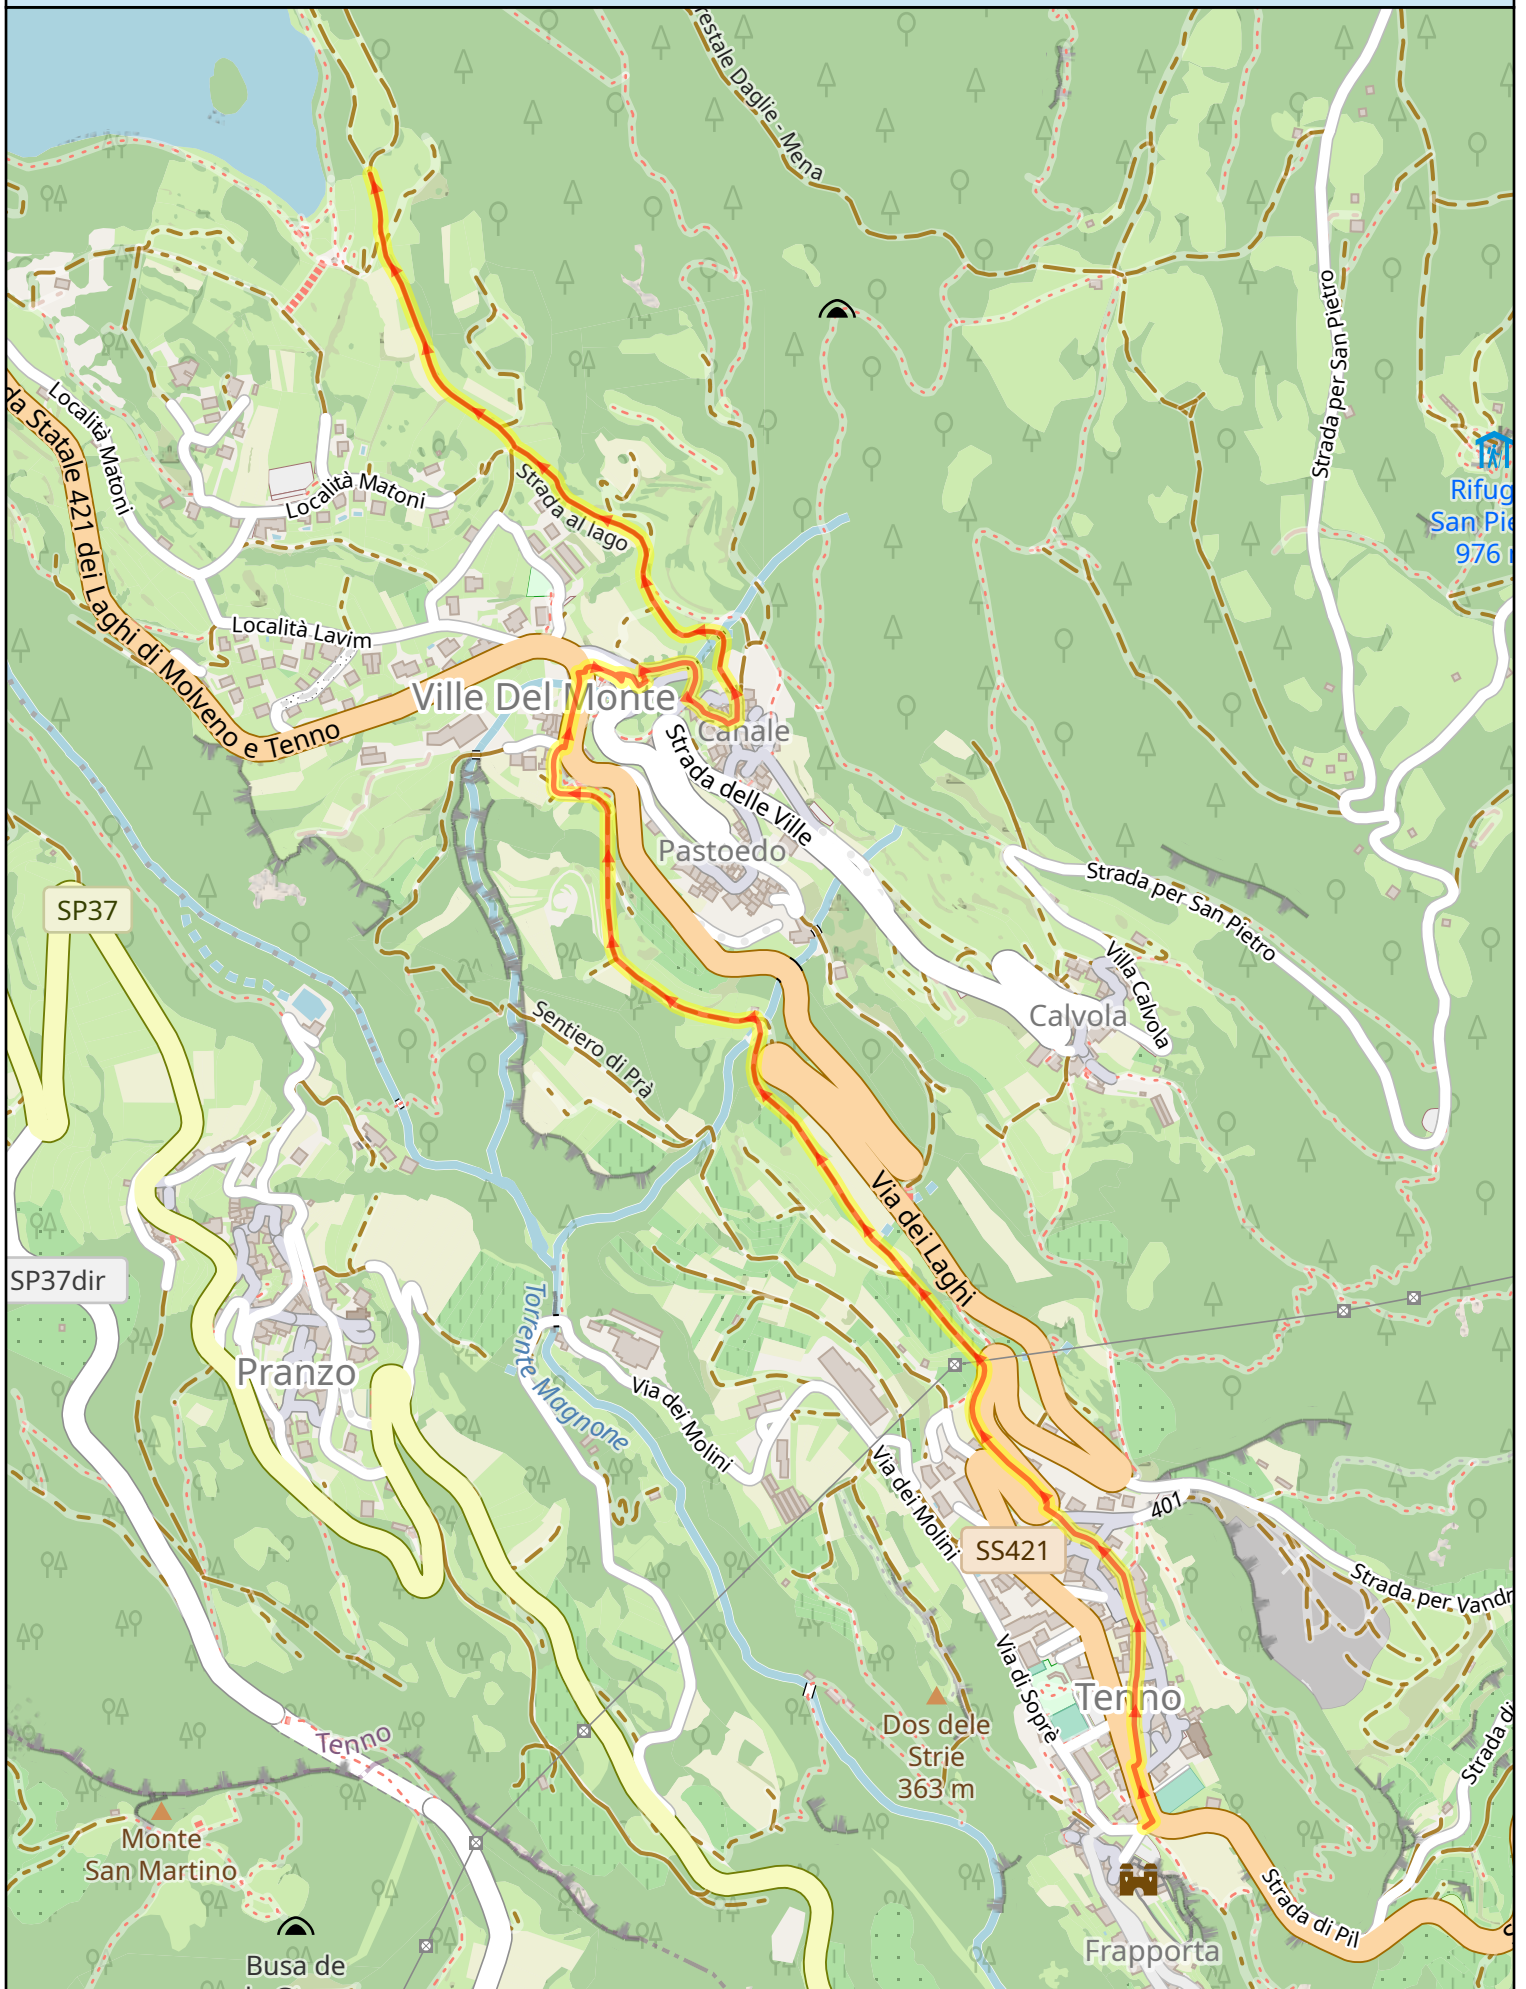 restale Daglie - Mena
Strada per San Pietro
Località Matoni
da Statale 421 dei Laghi di Molveno e Tenno
Località Matoni
Strada al lago
Rifug
San Pie
976
Località Lavim
Ville Del Monte
Canale
Strada delle Ville
Pastoedo
Strada per San Pietro
SP37
Villa Calvola
Calvola
Sentiero di Prà
Via dei Laghi
SP37dir
Torrente Magnone
Pranzo
Via dei Molini
Via dei Molini
401
SS421
Strada per Vandr
Via di Soprè
Tenno
Tenno
Dos dele
Strie
363 m
Strada di
Monte
San Martino
Strada di Pil
Frapporta
Busa de